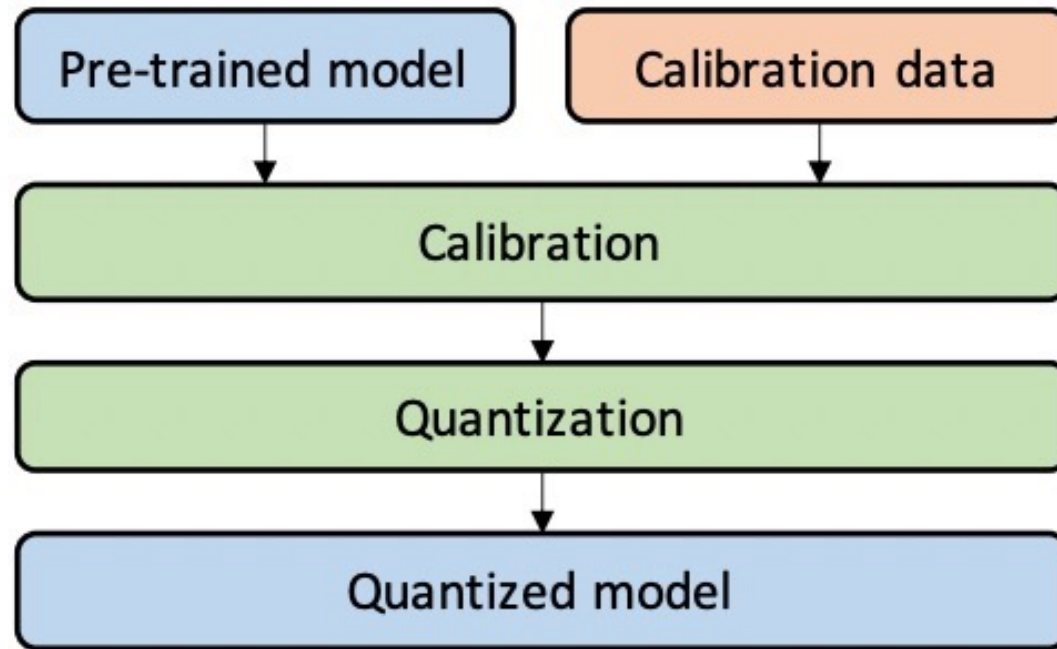 Pre-trained model
Calibration data
Calibration
Quantization
Quantized model